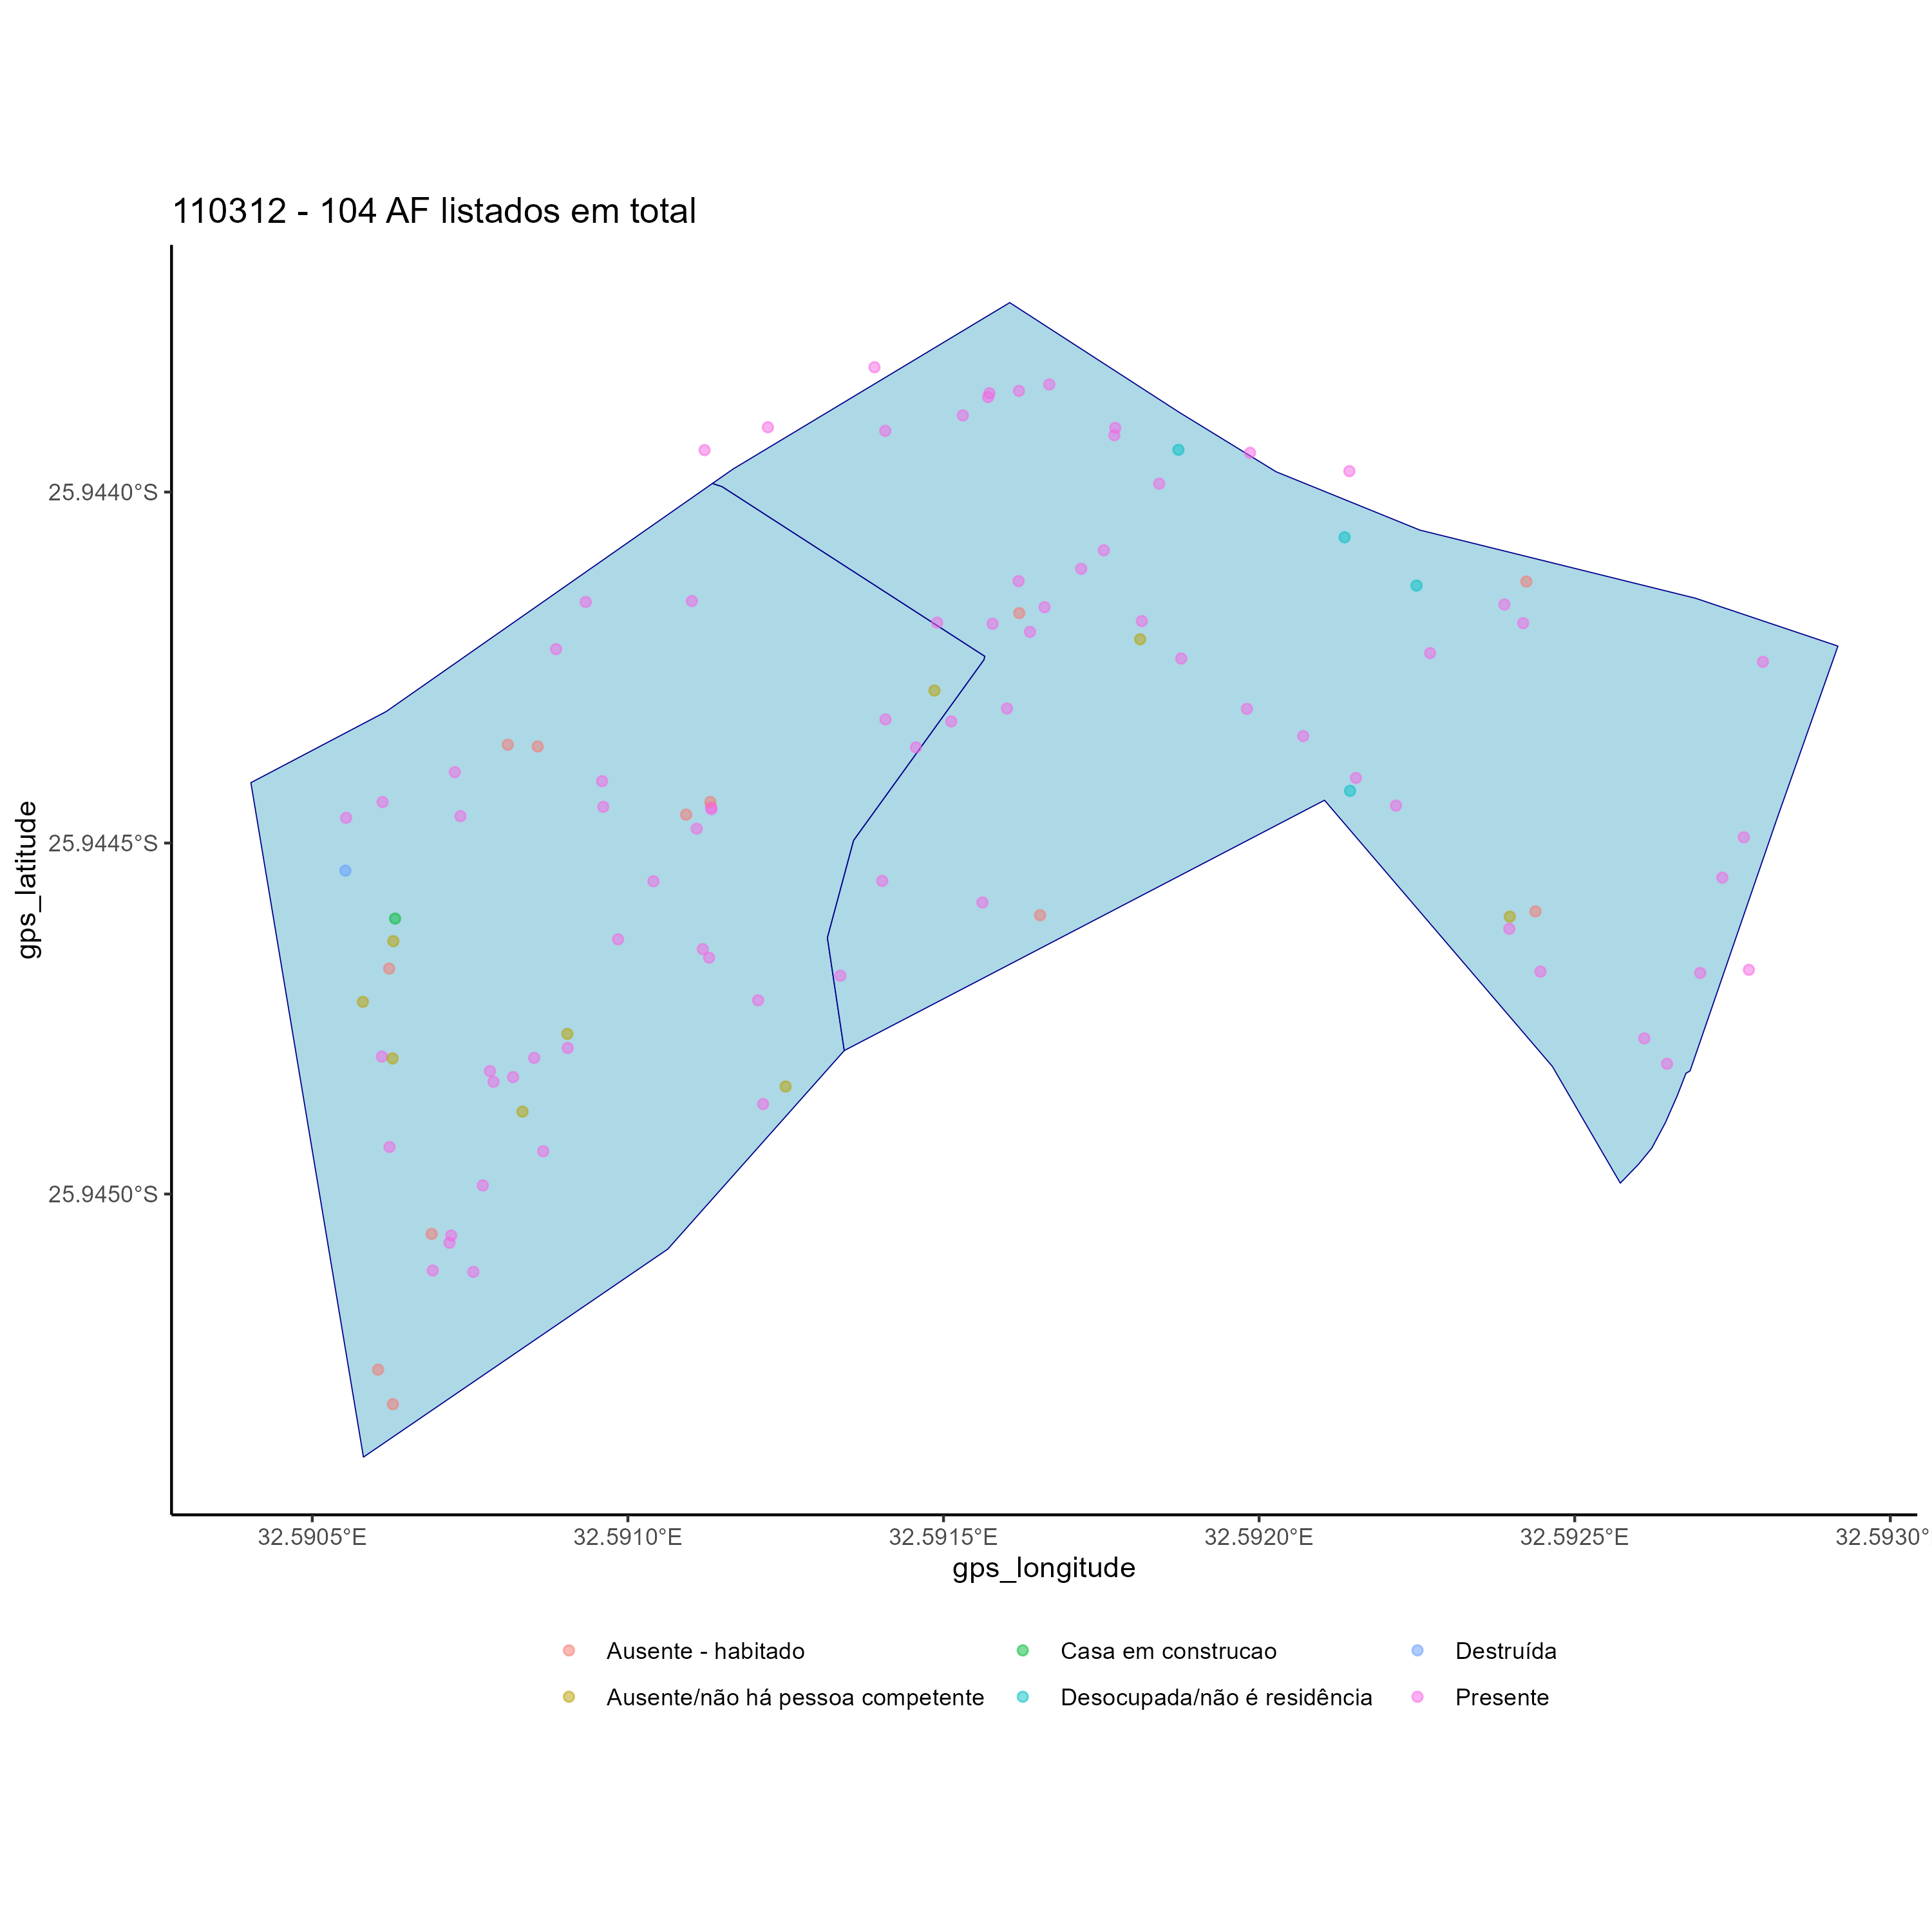 110312 - 104 AF listados em total
gps_latitude
25.9440°S
25.9445°S
25.9450°S
32.5905°E
32.5910°E
32.5915°E
32.5920°E
32.5925°E
32.5930°
gps_longitude
Ausente - habitado
Casa em construcao
Destruída
Ausente/não há pessoa competente
Desocupada/não é residência
Presente